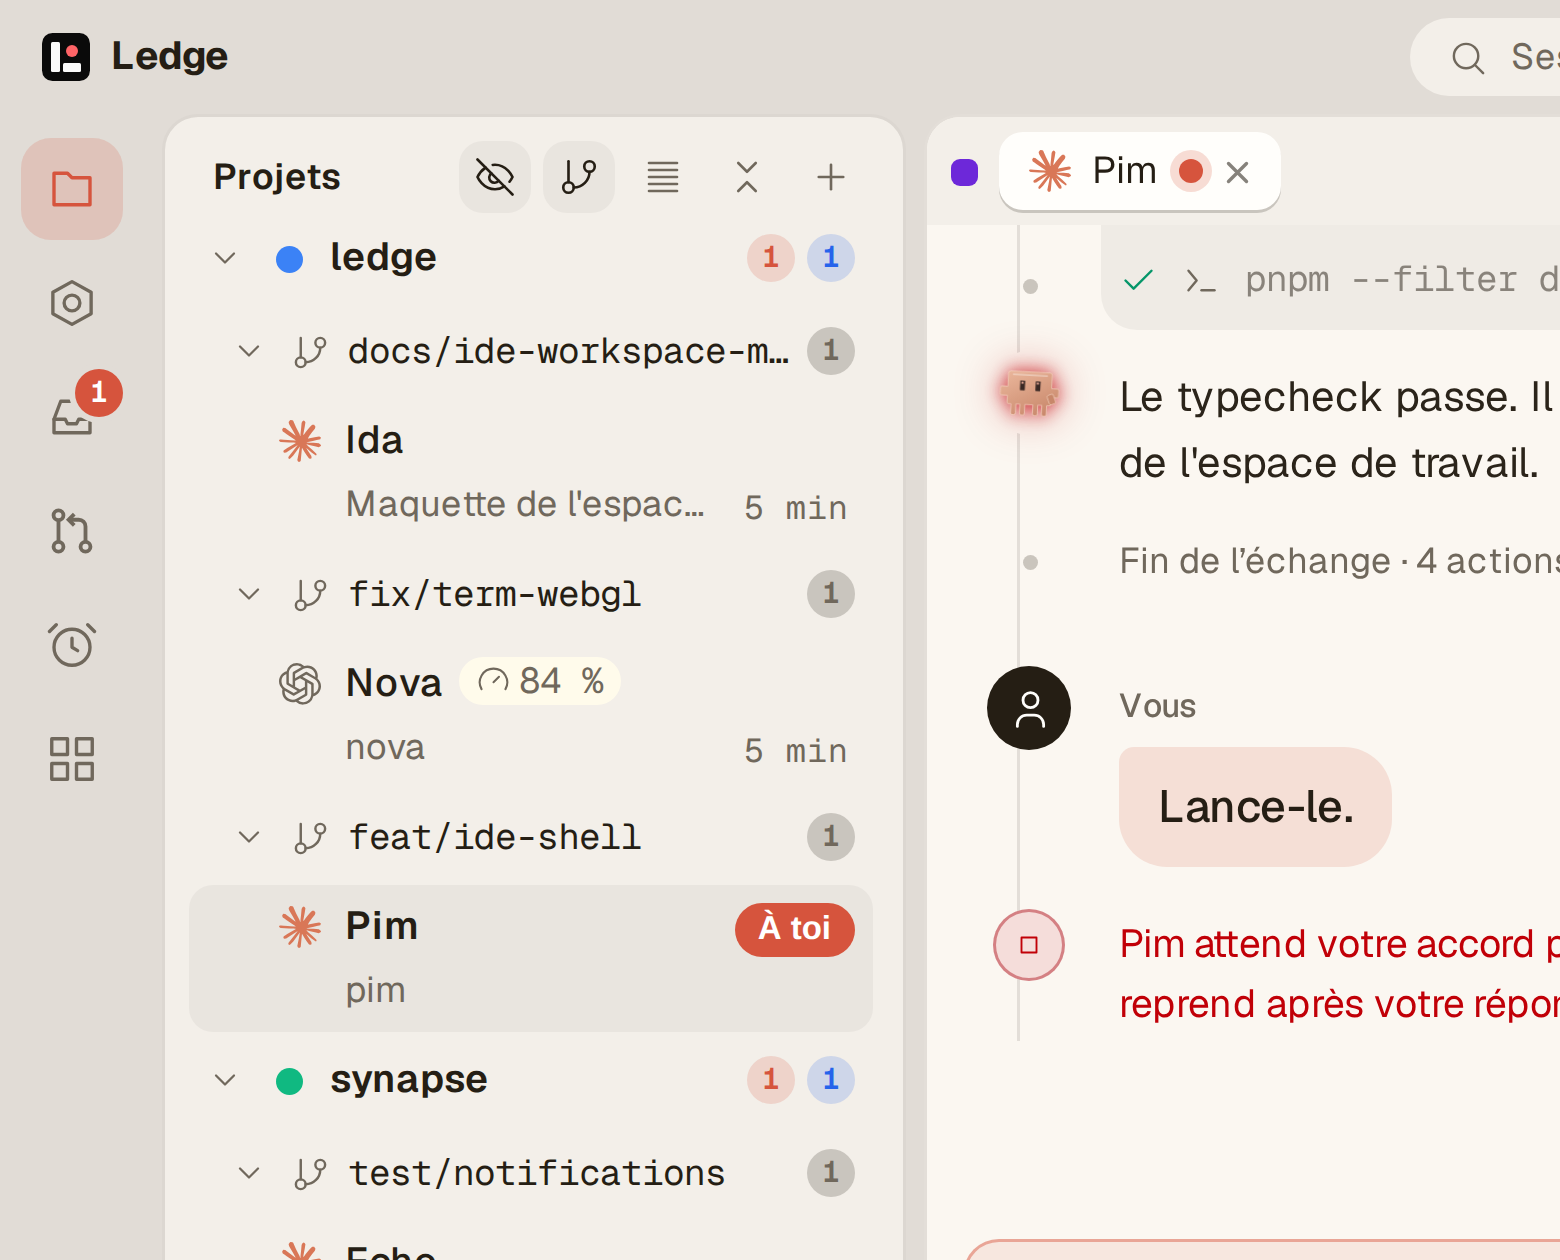 Ledge
Ses
Projets
Pim
ledge
1
1
docs/ide-workspace-m…
1
Ida
Maquette de l'espac…
5 min
1
fix/term-webgl
1
Nova
84 %
nova
5 min
feat/ide-shell
1
Pim
À toi
pim
synapse
1
1
test/notifications
1
Echo
pnpm --filter d
Le typecheck passe. Il
de l'espace de travail.
Fin de l’échange · 4 actions
Vous
Lance-le.
Pim attend votre accord p
reprend après votre répon